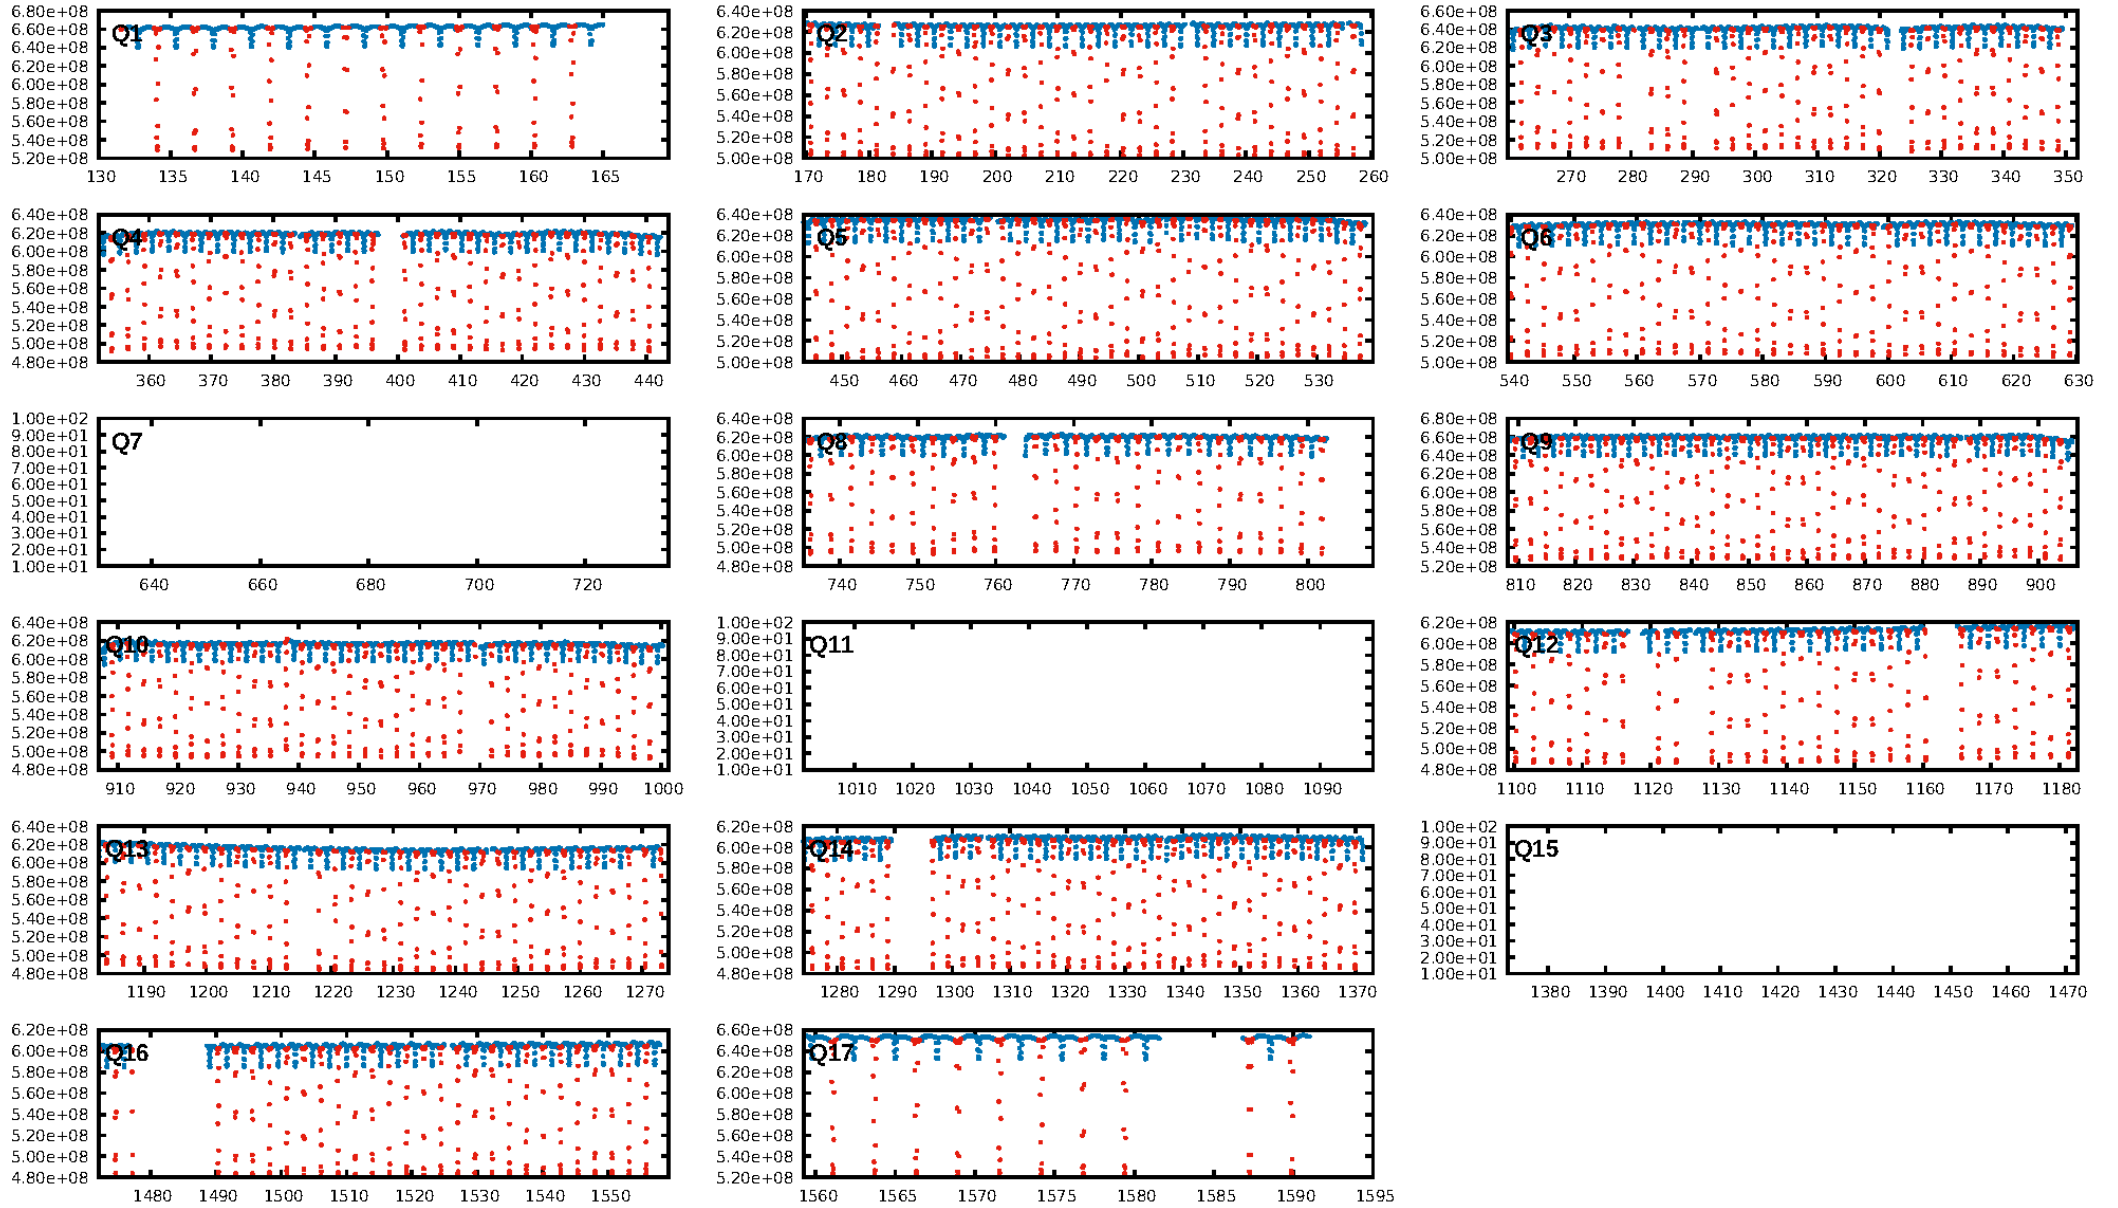 6.80e+08
Q1
6.60e+08
6.40e+08
6.20e+08
6.00e+08
5.80e+08
5.60e+08
5.40e+08
5.20e+08
130 135 140 145 150 155 160 165
6.40e+08
Q2
6.20e+08
6.00e+08
5.80e+08
5.60e+08
5.40e+08
5.20e+08
5.00e+08
170 180 190 200 210 220 230 240 250 260
6.60e+08
Q3
6.40e+08
6.20e+08
6.00e+08
5.80e+08
5.60e+08
5.40e+08
5.20e+08
5.00e+08
270 280 290 300 310 320 330 340 350
6.40e+08
Q4
6.20e+08
6.00e+08
5.80e+08
5.60e+08
5.40e+08
5.20e+08
5.00e+08
4.80e+08
360 370 380 390 400 410 420 430 440
6.40e+08
Q5
6.20e+08
6.00e+08
5.80e+08
5.60e+08
5.40e+08
5.20e+08
5.00e+08
450 460 470 480 490 500 510 520 530
6.40e+08
Q6
6.20e+08
6.00e+08
5.80e+08
5.60e+08
5.40e+08
5.20e+08
5.00e+08
540 550 560 570 580 590 600 610 620 630
1.00e+02
Q7
9.00e+01
8.00e+01
7.00e+01
6.00e+01
5.00e+01
4.00e+01
3.00e+01
2.00e+01
1.00e+01
640 660 680 700 720
6.40e+08
Q8
6.20e+08
6.00e+08
5.80e+08
5.60e+08
5.40e+08
5.20e+08
5.00e+08
4.80e+08
740 750 760 770 780 790 800
6.80e+08
Q9
6.60e+08
6.40e+08
6.20e+08
6.00e+08
5.80e+08
5.60e+08
5.40e+08
5.20e+08
810 820 830 840 850 860 870 880 890 900
6.40e+08
Q10
6.20e+08
6.00e+08
5.80e+08
5.60e+08
5.40e+08
5.20e+08
5.00e+08
4.80e+08
910 920 930 940 950 960 970 980 990 1000
1.00e+02
Q11
9.00e+01
8.00e+01
7.00e+01
6.00e+01
5.00e+01
4.00e+01
3.00e+01
2.00e+01
1.00e+01
1010 1020 1030 1040 1050 1060 1070 1080 1090
6.20e+08
Q12
6.00e+08
5.80e+08
5.60e+08
5.40e+08
5.20e+08
5.00e+08
4.80e+08
1100 1110 1120 1130 1140 1150 1160 1170 1180
6.40e+08
Q13
6.20e+08
6.00e+08
5.80e+08
5.60e+08
5.40e+08
5.20e+08
5.00e+08
4.80e+08
1190 1200 1210 1220 1230 1240 1250 1260 1270
6.20e+08
Q14
6.00e+08
5.80e+08
5.60e+08
5.40e+08
5.20e+08
5.00e+08
4.80e+08
1280 1290 1300 1310 1320 1330 1340 1350 1360 1370
1.00e+02
Q15
9.00e+01
8.00e+01
7.00e+01
6.00e+01
5.00e+01
4.00e+01
3.00e+01
2.00e+01
1.00e+01
1380 1390 1400 1410 1420 1430 1440 1450 1460 1470
6.20e+08
Q16
6.00e+08
5.80e+08
5.60e+08
5.40e+08
5.20e+08
5.00e+08
4.80e+08
1480 1490 1500 1510 1520 1530 1540 1550
6.60e+08
Q17
6.40e+08
6.20e+08
6.00e+08
5.80e+08
5.60e+08
5.40e+08
5.20e+08
1560 1565 1570 1575 1580 1585 1590 1595